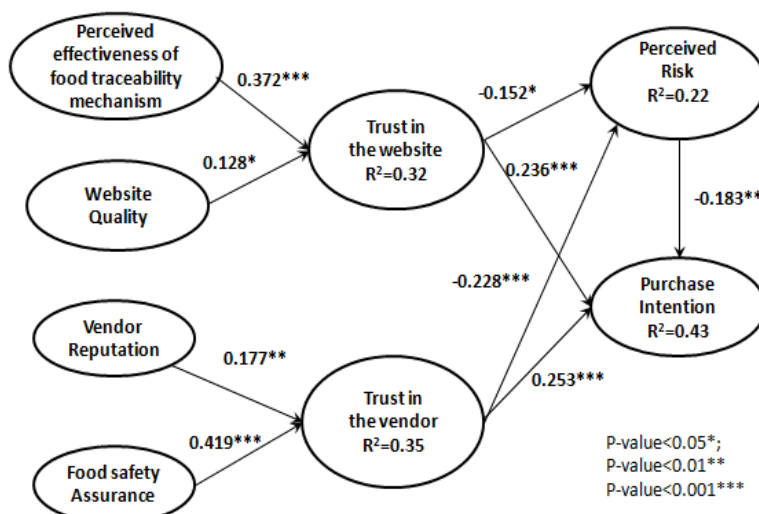 Perceived
effectiveness of
food traceability
mechanism
0.372***
Website
Quality
0.128*
Trust in
the website
R²=0.32
-0.152*
0.236***
Perceived
Risk
R²=0.22
-0.183**
Purchase
Intention
R²=0.43
Vendor
Reputation
0.177**
Food safety
Assurance
0.419***
Trust in
the vendor
R²=0.35
-0.228***
0.253***
P-value<0.05*;
P-value<0.01**
P-value<0.001***